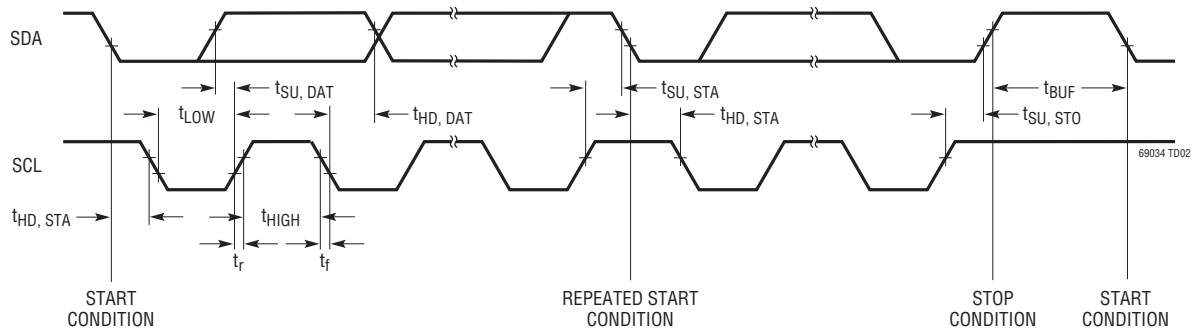 SDA
tSU, DAT
tSU, STA
tBUF
tLOW
tHD, DAT
tHD, STA
tSU, STO
SCL
69034 TD02
tHD, STA
tHIGH
tr
tf
START
CONDITION
REPEATED START
CONDITION
STOP
CONDITION
START
CONDITION